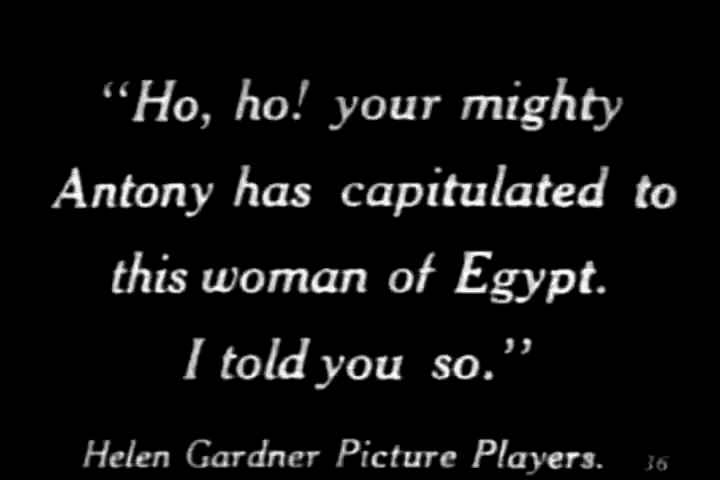 “Ho, ho! your mighty
Antony has capitulated to
this woman of Egypt.
I told you so.”
Helen Gardner Picture Players. 36